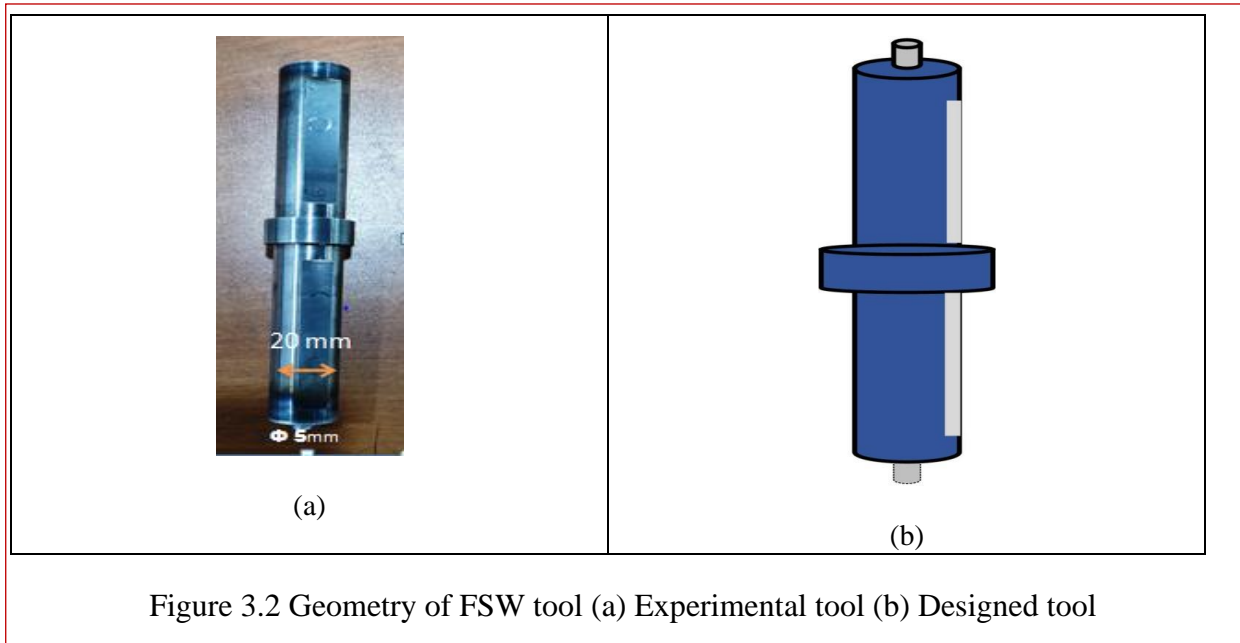 20 mm
Φ 5mm
(a)
(b)
Figure 3.2 Geometry of FSW tool (a) Experimental tool (b) Designed tool